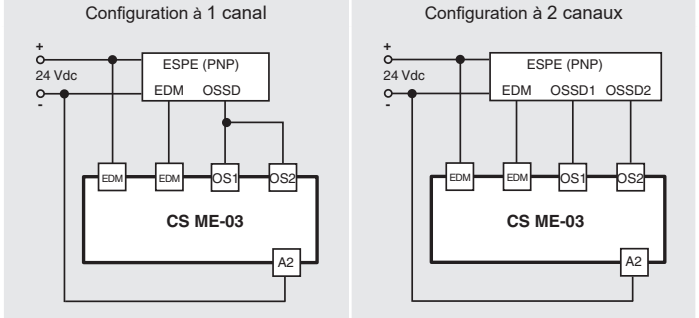 Configuration à 1 canal
+
24 Vdc
-
ESPE (PNP)
EDM OSSD
EDM EDM OS1 OS2
CS ME-03
A2
Configuration à 2 canaux
+
24 Vdc
-
ESPE (PNP)
EDM OSSD1 OSSD2
EDM EDM OS1 OS2
CS ME-03
A2